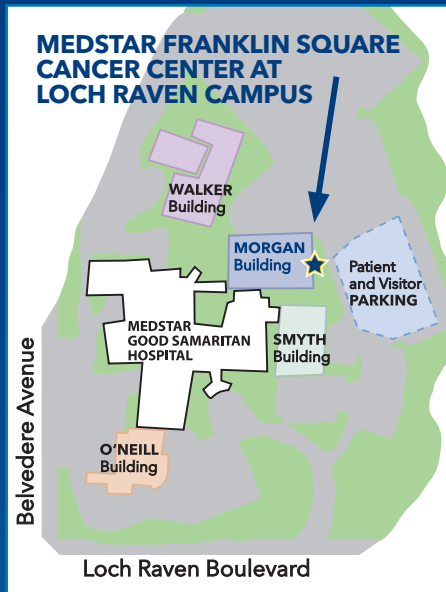 MEDSTAR FRANKLIN SQUARE
CANCER CENTER AT
LOCH RAVEN CAMPUS
WALKER
Building
MORGAN
Building
Patient
and Visitor
PARKING
MEDSTAR
GOOD SAMARITAN
HOSPITAL
SMYTH
Building
O'NEILL
Building
Belvedere Avenue
Loch Raven Boulevard